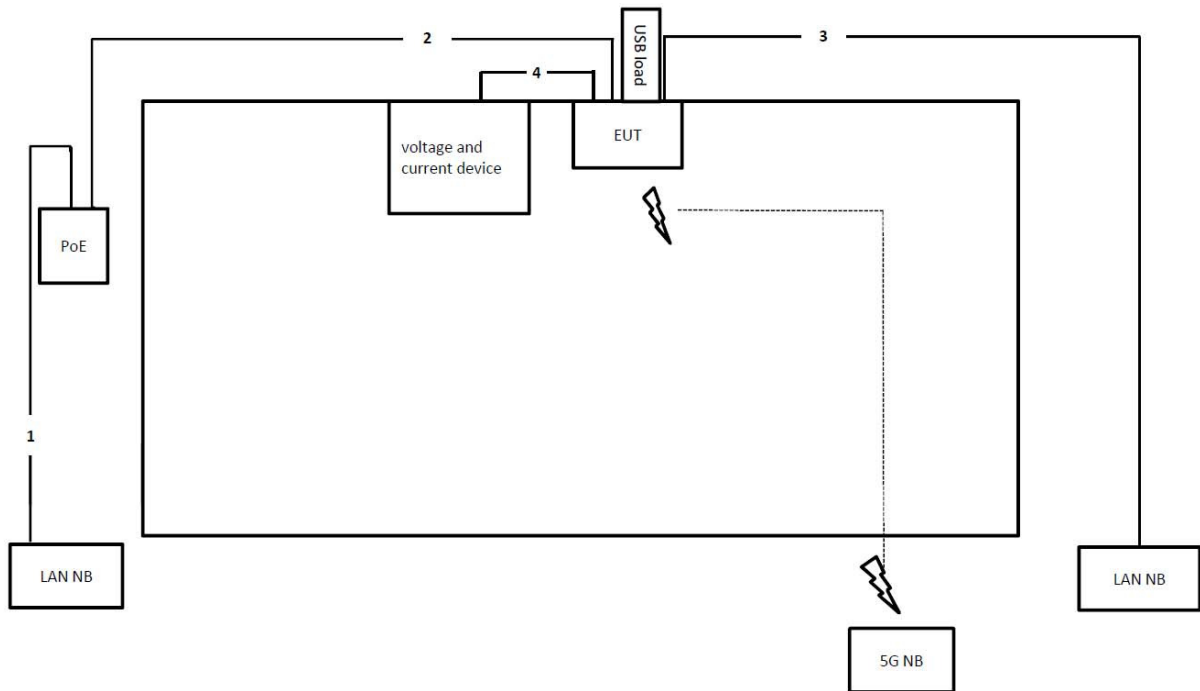 2
USB load
3
4
EUT
voltage and
current device
PoE
1
LAN NB
LAN NB
5G NB